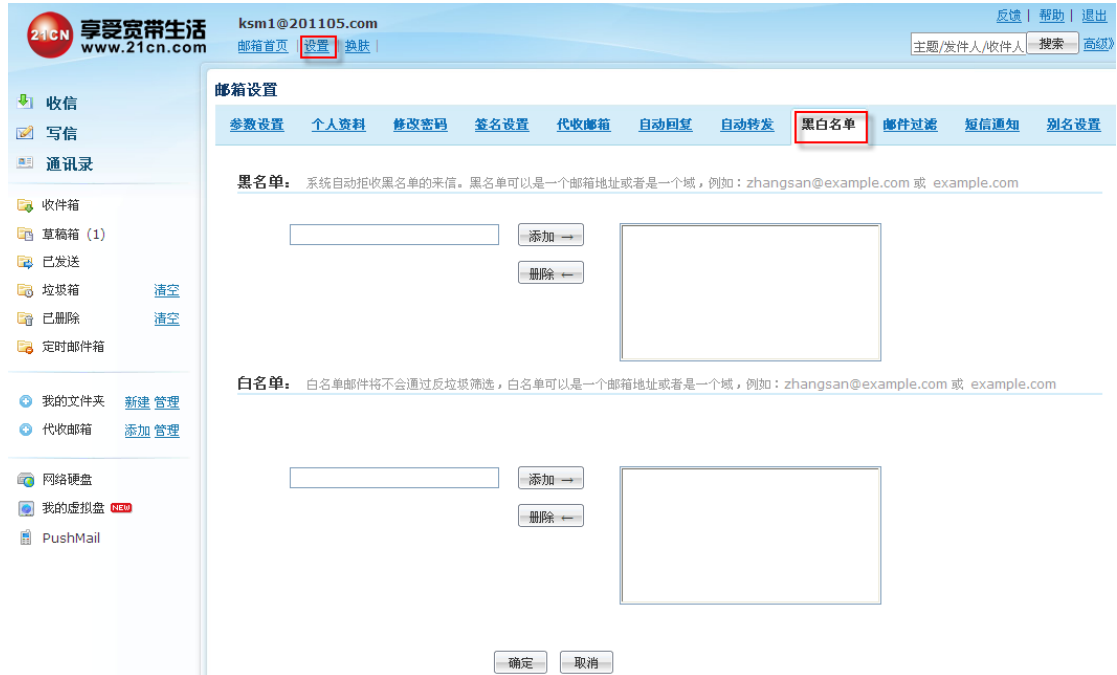 21CN 享受宽带生活
www.21cn.com
ksm1@201105.com
邮箱首页 | 设置 | 换肤 |
反馈 | 帮助 | 退出
主题/发件人/收件人 搜索 高级》
收信
写信
通讯录
收件箱
草稿箱 (1)
已发送
垃圾箱 清空
已删除 清空
定时邮件箱
我的文件夹 新建 管理
代收邮箱 添加 管理
网络硬盘
我的虚拟盘 NEW
PushMail
邮箱设置
参数设置 个人资料 修改密码 签名设置 代收邮箱 自动回复 自动转发 黑白名单 邮件过滤 短信通知 别名设置
黑名单： 系统自动拒收黑名单的来信。黑名单可以是一个邮箱地址或者是一个域，例如：zhangsan@example.com 或 example.com
添加 →
删除 ←
白名单： 白名单邮件将不会通过反垃圾筛选，白名单可以是一个邮箱地址或者是一个域，例如：zhangsan@example.com 或 example.com
添加 →
删除 ←
确定 取消